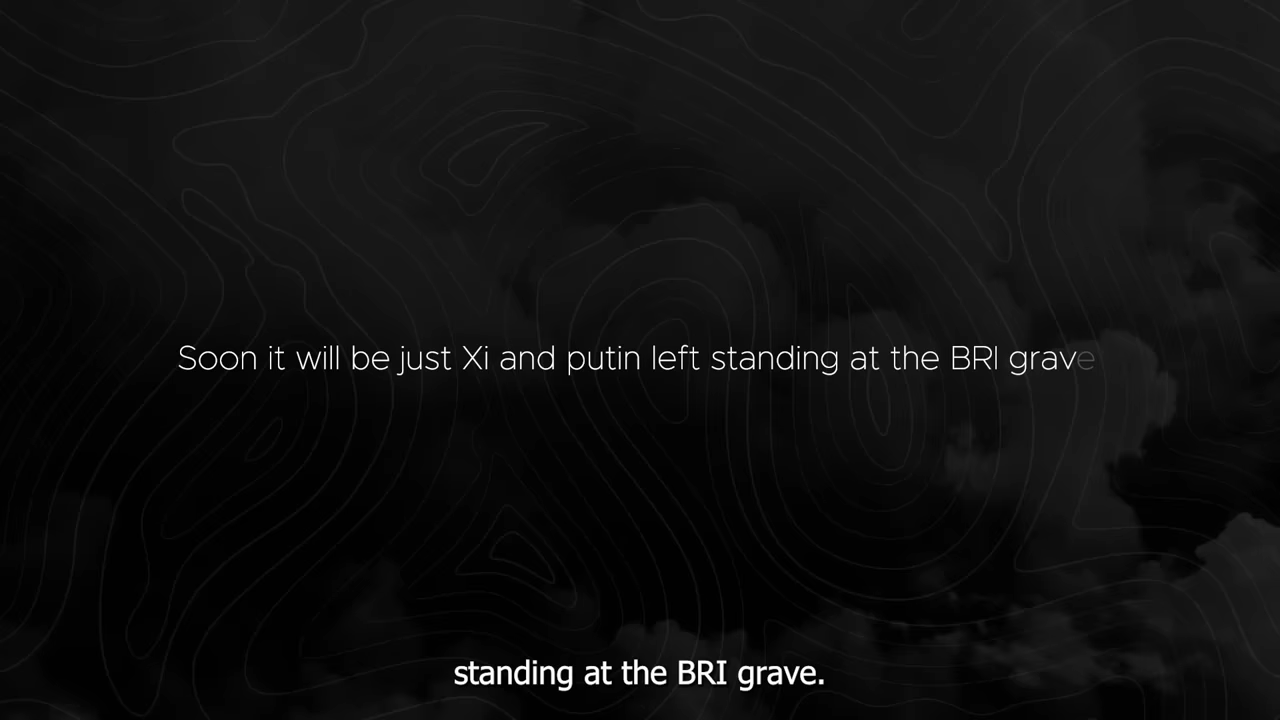 Soon it will be just Xi and putin left standing at the BRI grave
standing at the BRI grave.